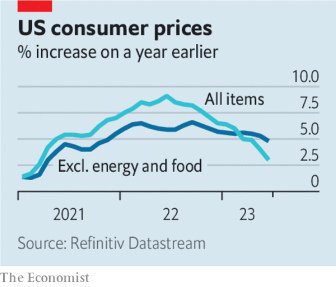 US consumer prices
% increase on a year earlier
10.0
All items
7.5
5.0
Excl. energy and food
2.5
0
2021 22 23
Source: Refinitiv Datastream
The Economist